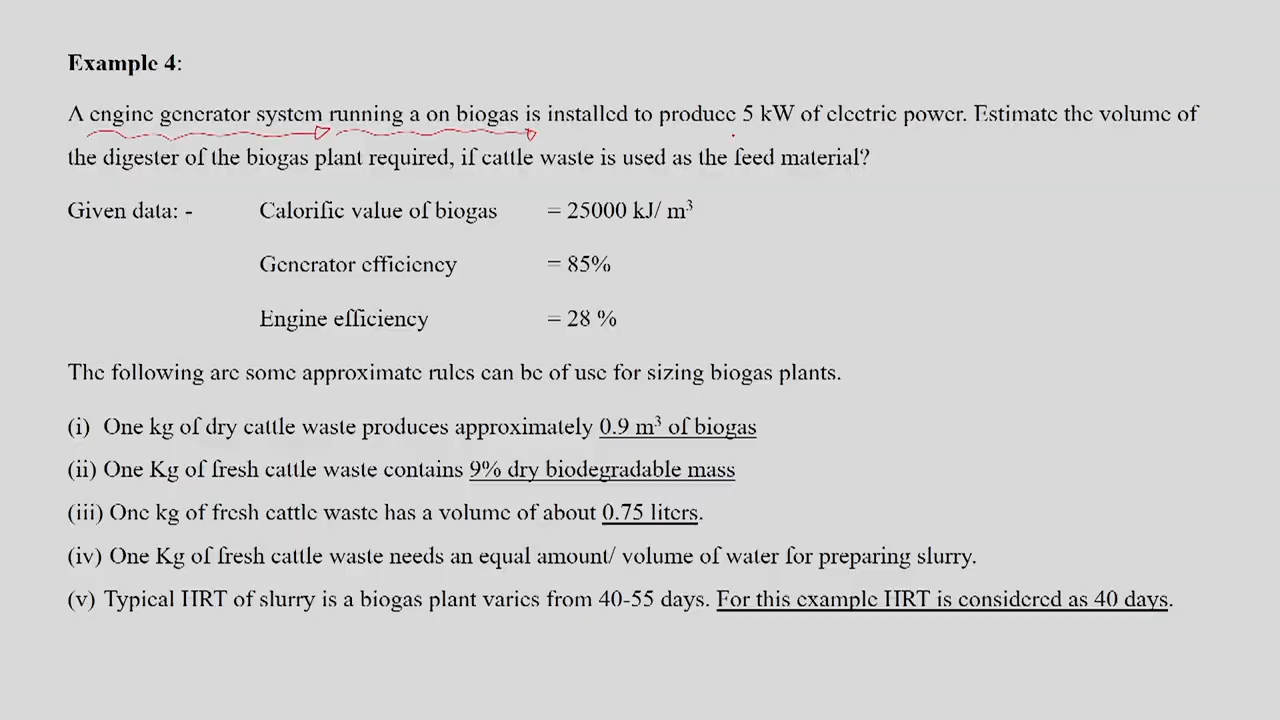 Example 4:
A engine generator system running a on biogas is installed to produce 5 kW of electric power. Estimate the volume of
the digester of the biogas plant required, if cattle waste is used as the feed material?
Given data: - Calorific value of biogas = 25000 kJ/ m³
Generator efficiency = 85%
Engine efficiency = 28 %
The following are some approximate rules can be of use for sizing biogas plants.
(i) One kg of dry cattle waste produces approximately 0.9 m³ of biogas
(ii) One Kg of fresh cattle waste contains 9% dry biodegradable mass
(iii) One kg of fresh cattle waste has a volume of about 0.75 liters.
(iv) One Kg of fresh cattle waste needs an equal amount/ volume of water for preparing slurry.
(v) Typical HRT of slurry is a biogas plant varies from 40-55 days. For this example HRT is considered as 40 days.